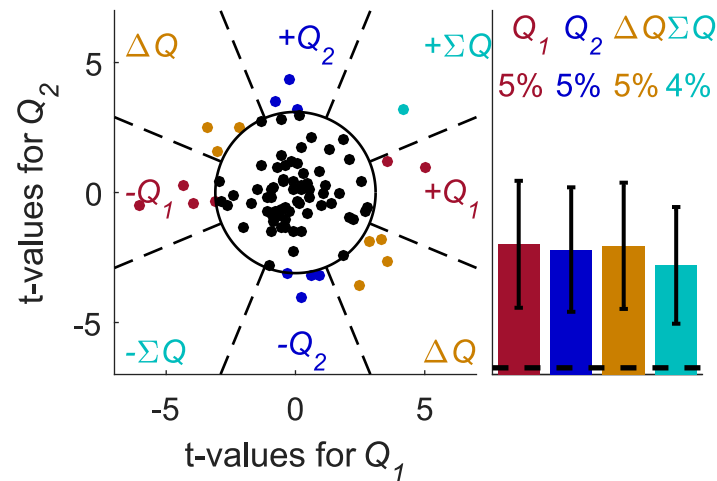 ΔQ +Q2 +ΣQ
-Q1 +Q1
-ΣQ -Q2 ΔQ
5
0
-5
t-values for Q2
-5 0 5
t-values for Q1
Q1 Q2 ΔQ ΣQ
5% 5% 5% 4%